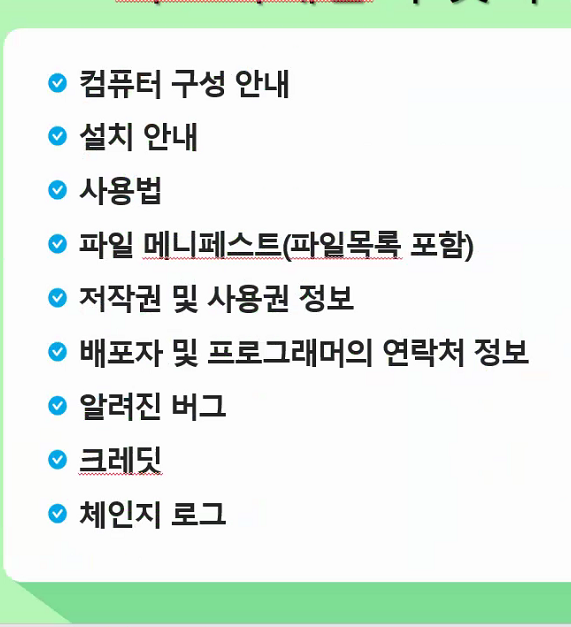 컴퓨터 구성 안내
설치 안내
사용법
파일 메니페스트(파일목록 포함)
저작권 및 사용권 정보
배포자 및 프로그래머의 연락처 정보
알려진 버그
크레딧
체인지 로그